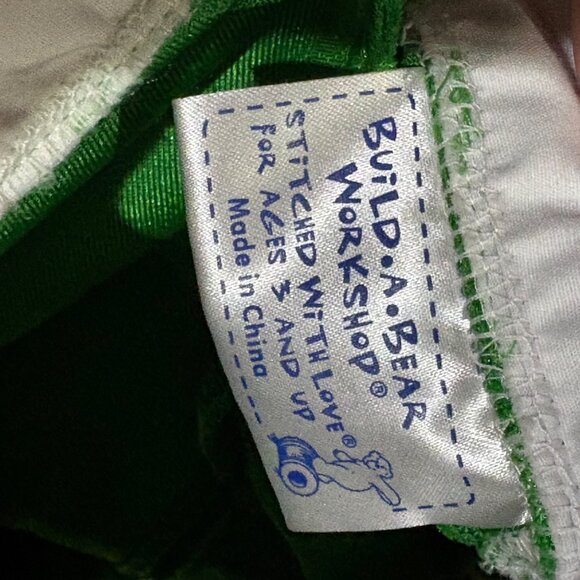 BUiLD•A•BEAR
WORKSHOP®
STiTCHED WiTH LOVE®
FOR AGES 3 AND UP
Made in China